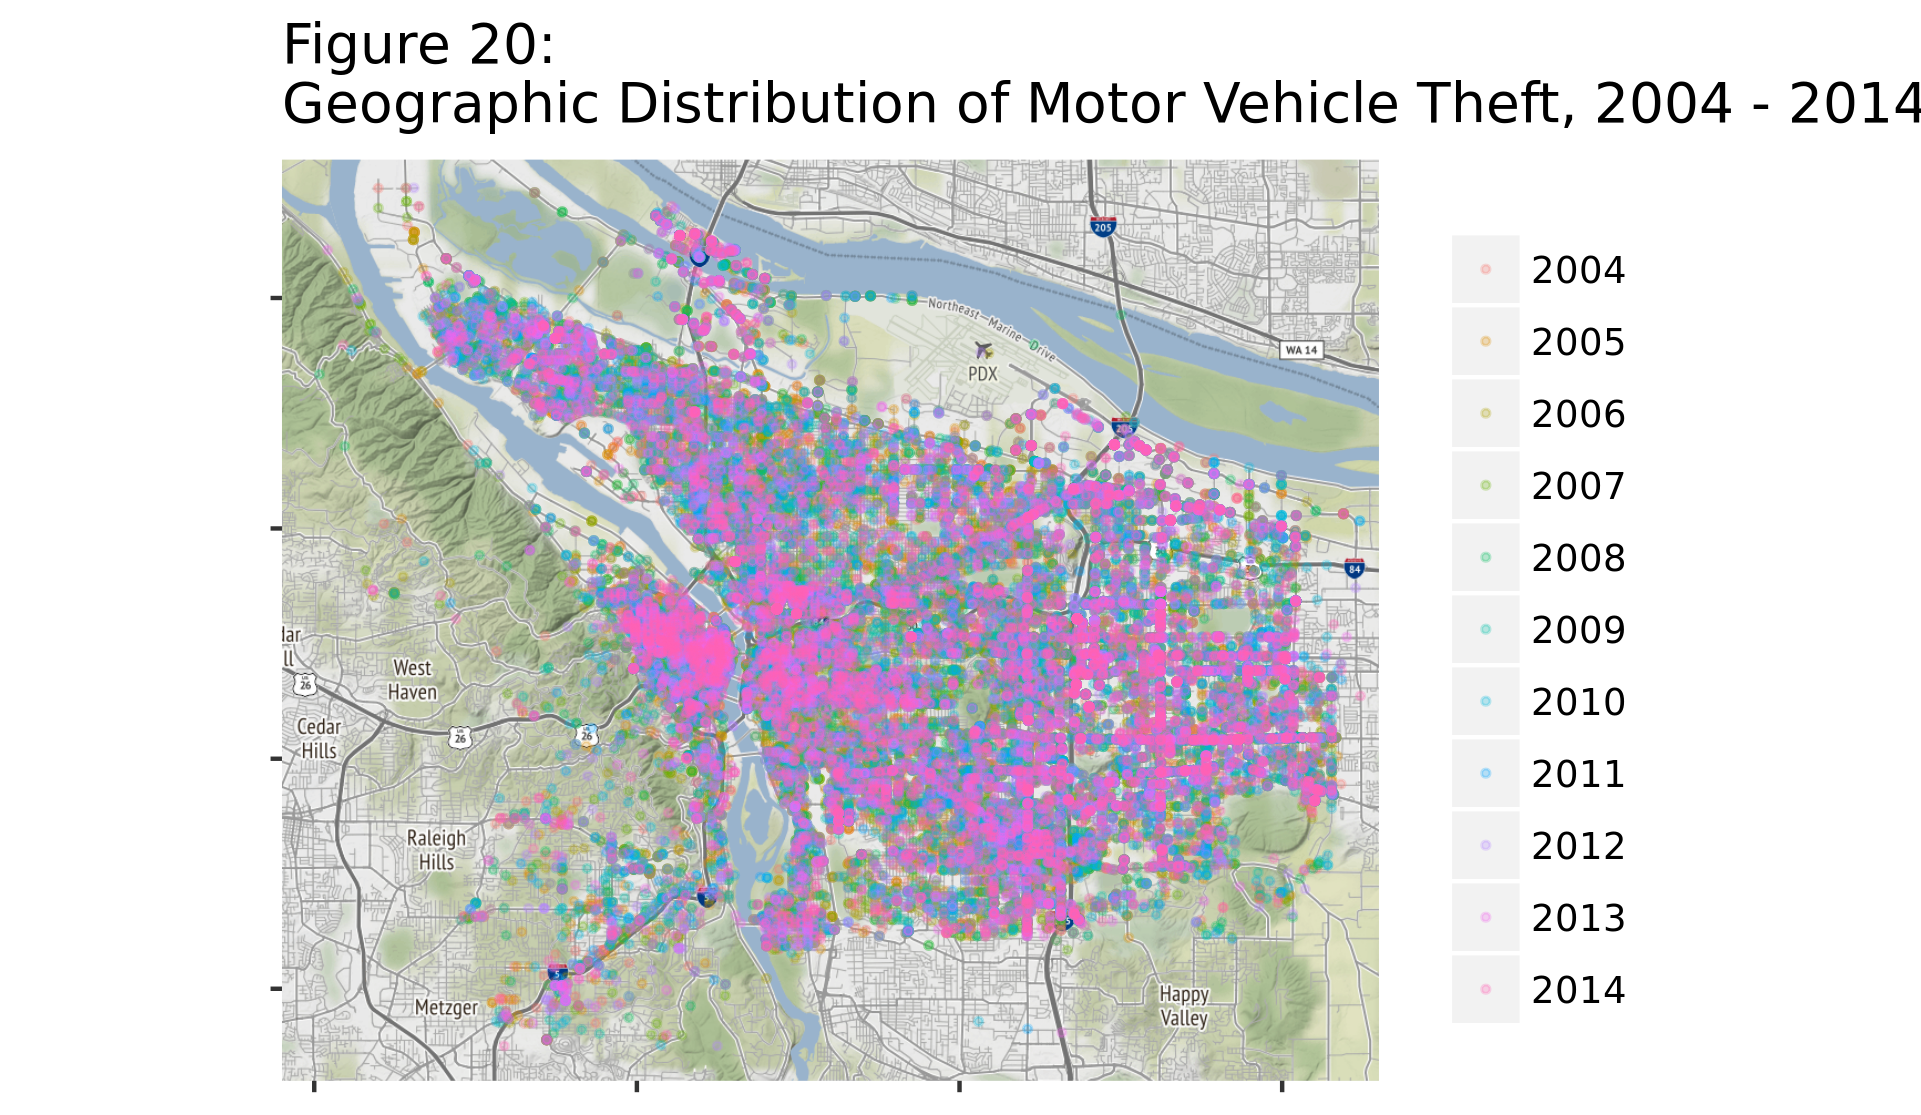 Figure 20:
Geographic Distribution of Motor Vehicle Theft, 2004 - 2014
205
WA 14
Northeast—Marine—Drive
PDX
205
84
West
Haven
26
Cedar
Hills
26
26
Raleigh
Hills
5
5
Metzger
Happy
Valley
2004
2005
2006
2007
2008
2009
2010
2011
2012
2013
2014